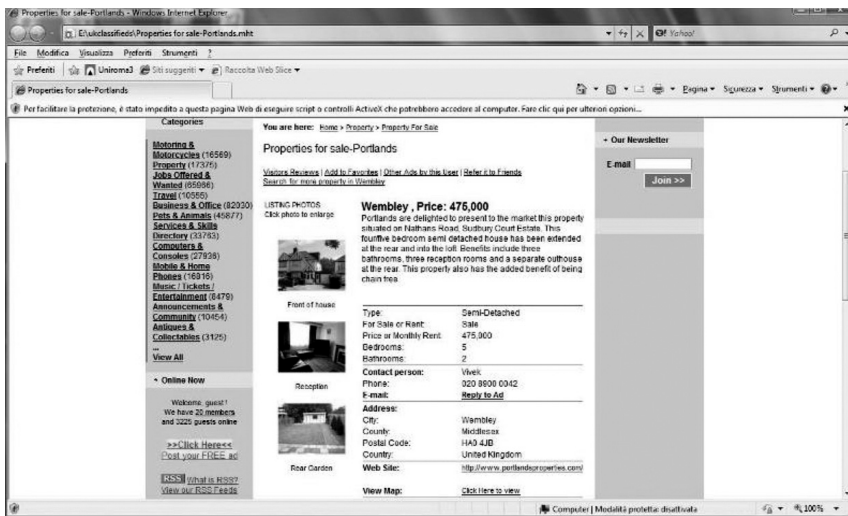 Properties for sale-Portlands - Windows Internet Explorer
E:\ukclassifieds\Properties for sale-Portlands.mht
Yahoo!
File Modifica Visualizza Preferiti Strumenti ?
Preferiti Uniroma3 Siti suggeriti Raccolta Web Slice
Properties for sale-Portlands
Pagina Sicurezza Strumenti
Per facilitare la protezione, è stato impedito a questa pagina Web di eseguire script o controlli ActiveX che potrebbero accedere al computer. Fare clic qui per ulteriori opzioni...
Categories
Motoring &
Motorcycles (16569)
Property (17375)
Jobs Offered &
Wanted (65966)
Travel (10555)
Business & Office (82030)
Pets & Animals (45877)
Services & Skills
Directory (33763)
Computers &
Consoles (27936)
Mobile & Home
Phones (16816)
Music / Tickets /
Entertainment (8479)
Announcements &
Community (10454)
Antiques &
Collectables (3125)
...
View All
Online Now
Welcome, guest!
We have 20 members
and 3225 guests online
>>Click Here<<
Post your FREE ad
RSS What is RSS?
View our RSS Feeds
You are here: Home > Property > Property For Sale
Properties for sale-Portlands
Visitors Reviews | Add to Favorites | Other Ads by this User | Refer it to Friends
Search for more property in Wembley
LISTING PHOTOS
Click photo to enlarge
Front of house
Reception
Rear Garden
Wembley , Price: 475,000
Portlands are delighted to present to the market this property
situated on Nathans Road, Sudbury Court Estate. This
four/five bedroom semi detached house has been extended
at the rear and into the loft. Benefits include three
bathrooms, three reception rooms and a separate outhouse
at the rear. This property also has the added benefit of being
chain free
Type: Semi-Detached
For Sale or Rent: Sale
Price or Monthly Rent: 475,000
Bedrooms: 5
Bathrooms: 2
Contact person: Vivek
Phone: 020 8900 0042
E-mail: Reply to Ad
Address:
City: Wembley
County: Middlesex
Postal Code: HA0 4JB
Country: United Kingdom
Web Site: http://www.portlandsproperties.com/
View Map: Click Here to view
Our Newsletter
E-mail
Join >>
Computer | Modalità protetta: disattivata
100%